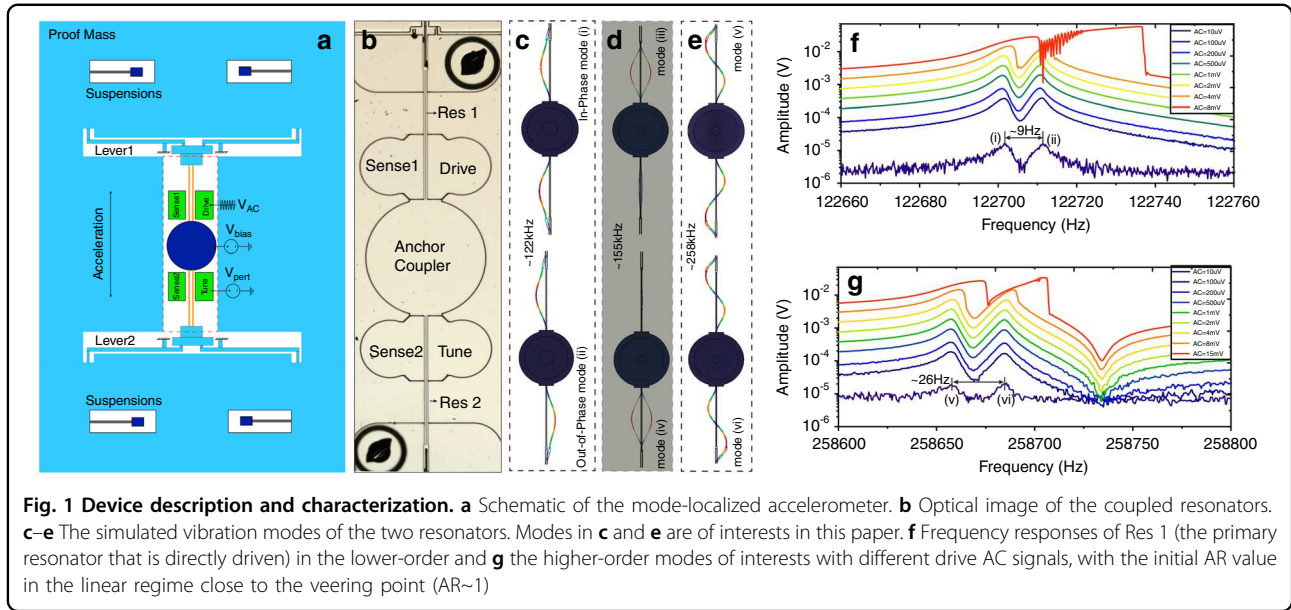 Proof Mass
a
Suspensions
Lever1
Sense1
Drive
V_AC
Acceleration
V_bias
Sense2
Tune
V_pert
Lever2
Suspensions
b
Res 1
Sense1
Drive
Anchor
Coupler
Sense2
Tune
Res 2
c
In-Phase mode (i)
~122kHz
Out-of-Phase mode (ii)
d
mode (iii)
~155kHz
mode (iv)
e
mode (v)
~258kHz
mode (vi)
f
Amplitude (V)
10⁻²
10⁻³
10⁻⁴
10⁻⁵
10⁻⁶
AC=10uV
AC=100uV
AC=200uV
AC=500uV
AC=1mV
AC=2mV
AC=4mV
AC=8mV
(i)
~9Hz
(ii)
122660 122680 122700 122720 122740 122760
Frequency (Hz)
g
Amplitude (V)
10⁻²
10⁻³
10⁻⁴
10⁻⁵
10⁻⁶
AC=10uV
AC=100uV
AC=200uV
AC=500uV
AC=1mV
AC=2mV
AC=4mV
AC=8mV
AC=15mV
~26Hz
(v)
(vi)
258600 258650 258700 258750 258800
Frequency (Hz)
Fig. 1 Device description and characterization. a Schematic of the mode-localized accelerometer. b Optical image of the coupled resonators.
c–e The simulated vibration modes of the two resonators. Modes in c and e are of interests in this paper. f Frequency responses of Res 1 (the primary
resonator that is directly driven) in the lower-order and g the higher-order modes of interests with different drive AC signals, with the initial AR value
in the linear regime close to the veering point (AR~1)